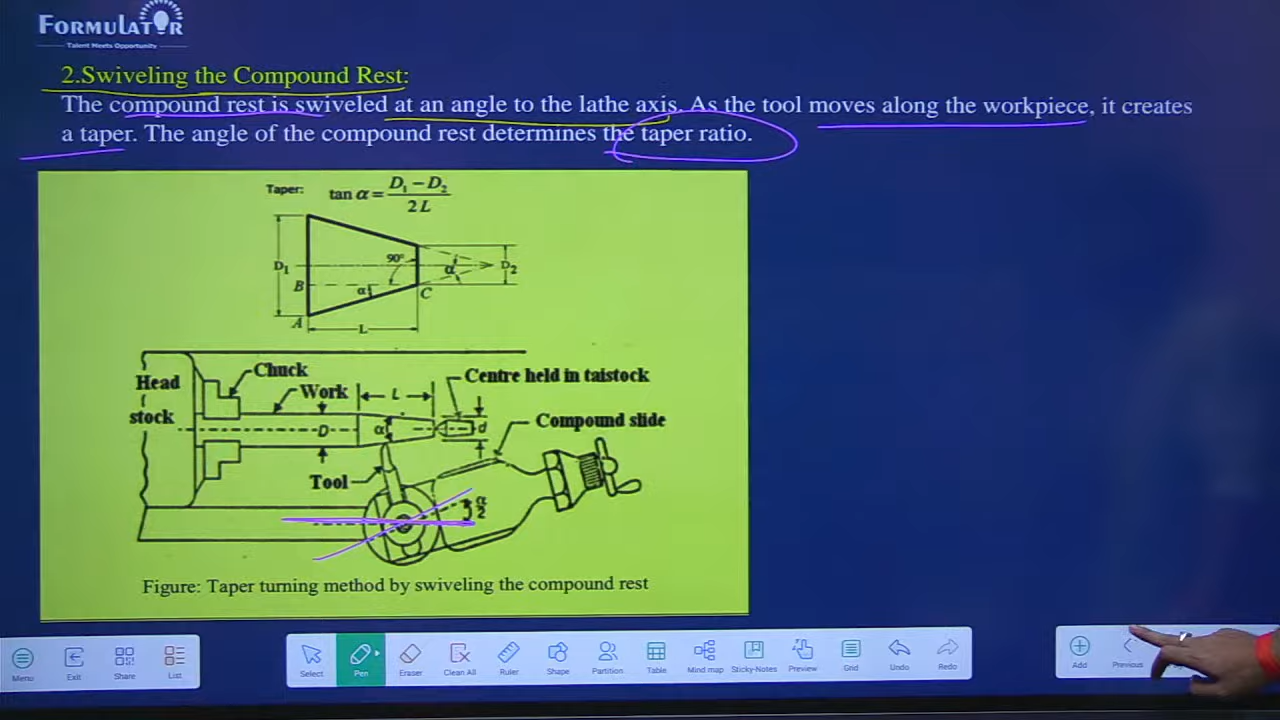 FORMULATOR
Talent Meets Opportunity
2.Swiveling the Compound Rest:
The compound rest is swiveled at an angle to the lathe axis. As the tool moves along the workpiece, it creates
a taper. The angle of the compound rest determines the taper ratio.
Taper: tan α = D1 – D2 / 2L
90°
D1
α
D2
B
α
C
A
L
Head
stock
Chuck
Work
L
Centre held in taistock
D
α
d
Compound slide
Tool
α/2
Figure: Taper turning method by swiveling the compound rest
Menu
Exit
Share
List
Select
Pen
Eraser
Clean All
Ruler
Shape
Partition
Table
Mind map
Sticky-Notes
Preview
Grid
Undo
Redo
Add
Previous